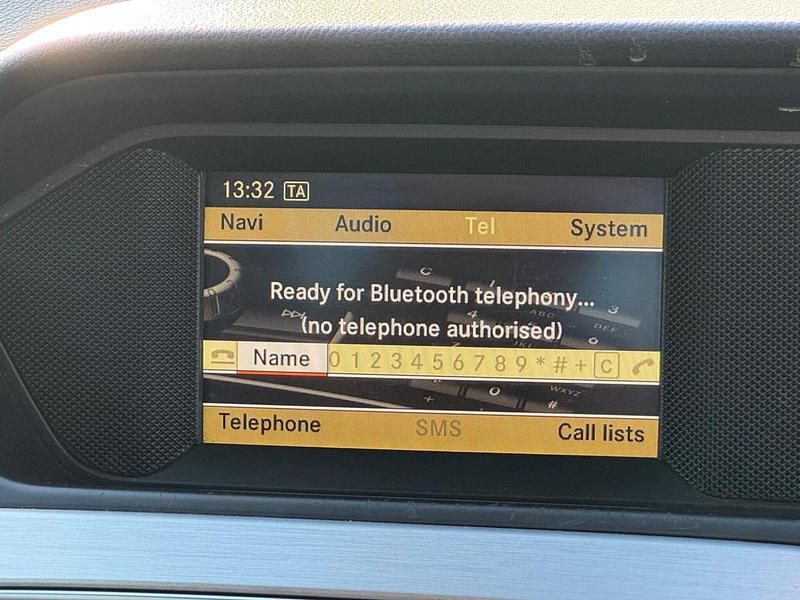 13:32 TA
Navi Audio Tel System
Ready for Bluetooth telephony...
(no telephone authorised)
Name 0 1 2 3 4 5 6 7 8 9 * # + C
Telephone SMS Call lists